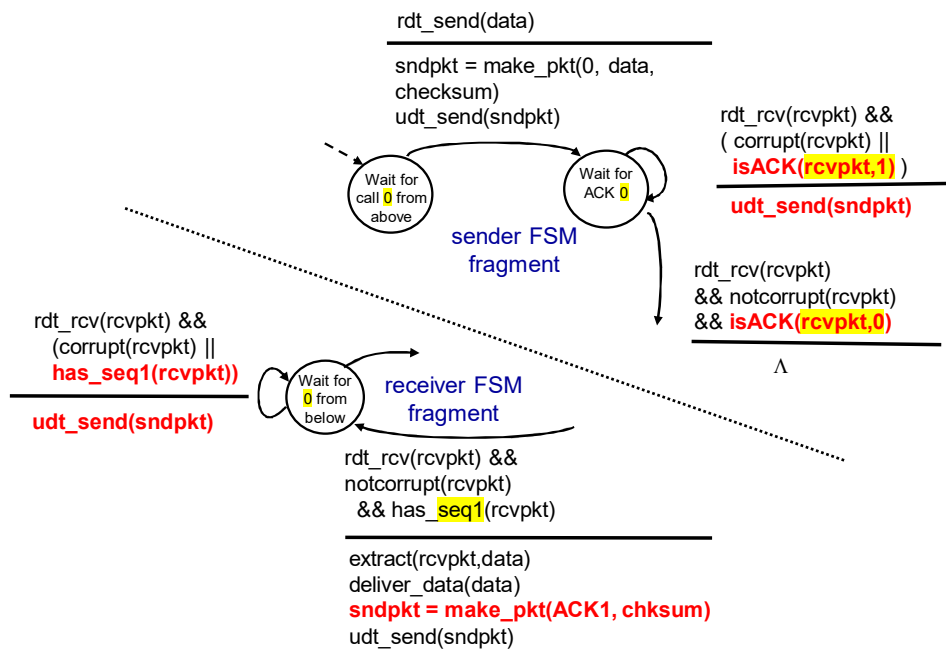 rdt_send(data)
sndpkt = make_pkt(0, data,
checksum)
udt_send(sndpkt)
Wait for
call 0 from
above
Wait for
ACK 0
rdt_rcv(rcvpkt) &&
( corrupt(rcvpkt) ||
isACK(rcvpkt,1) )
udt_send(sndpkt)
sender FSM
fragment
rdt_rcv(rcvpkt)
&& notcorrupt(rcvpkt)
&& isACK(rcvpkt,0)
Λ
rdt_rcv(rcvpkt) &&
(corrupt(rcvpkt) ||
has_seq1(rcvpkt))
udt_send(sndpkt)
Wait for
0 from
below
receiver FSM
fragment
rdt_rcv(rcvpkt) &&
notcorrupt(rcvpkt)
&& has_seq1(rcvpkt)
extract(rcvpkt,data)
deliver_data(data)
sndpkt = make_pkt(ACK1, chksum)
udt_send(sndpkt)